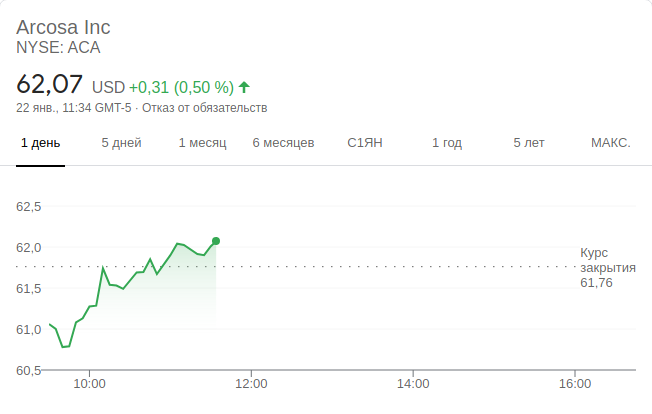 Arcosa Inc
NYSE: ACA
62,07 USD +0,31 (0,50 %)
22 янв., 11:34 GMT-5 · Отказ от обязательств
1 день 5 дней 1 месяц 6 месяцев С1ЯН 1 год 5 лет МАКС.
62,5
62,0
Курс
закрытия
61,76
61,5
61,0
60,5
10:00 12:00 14:00 16:00